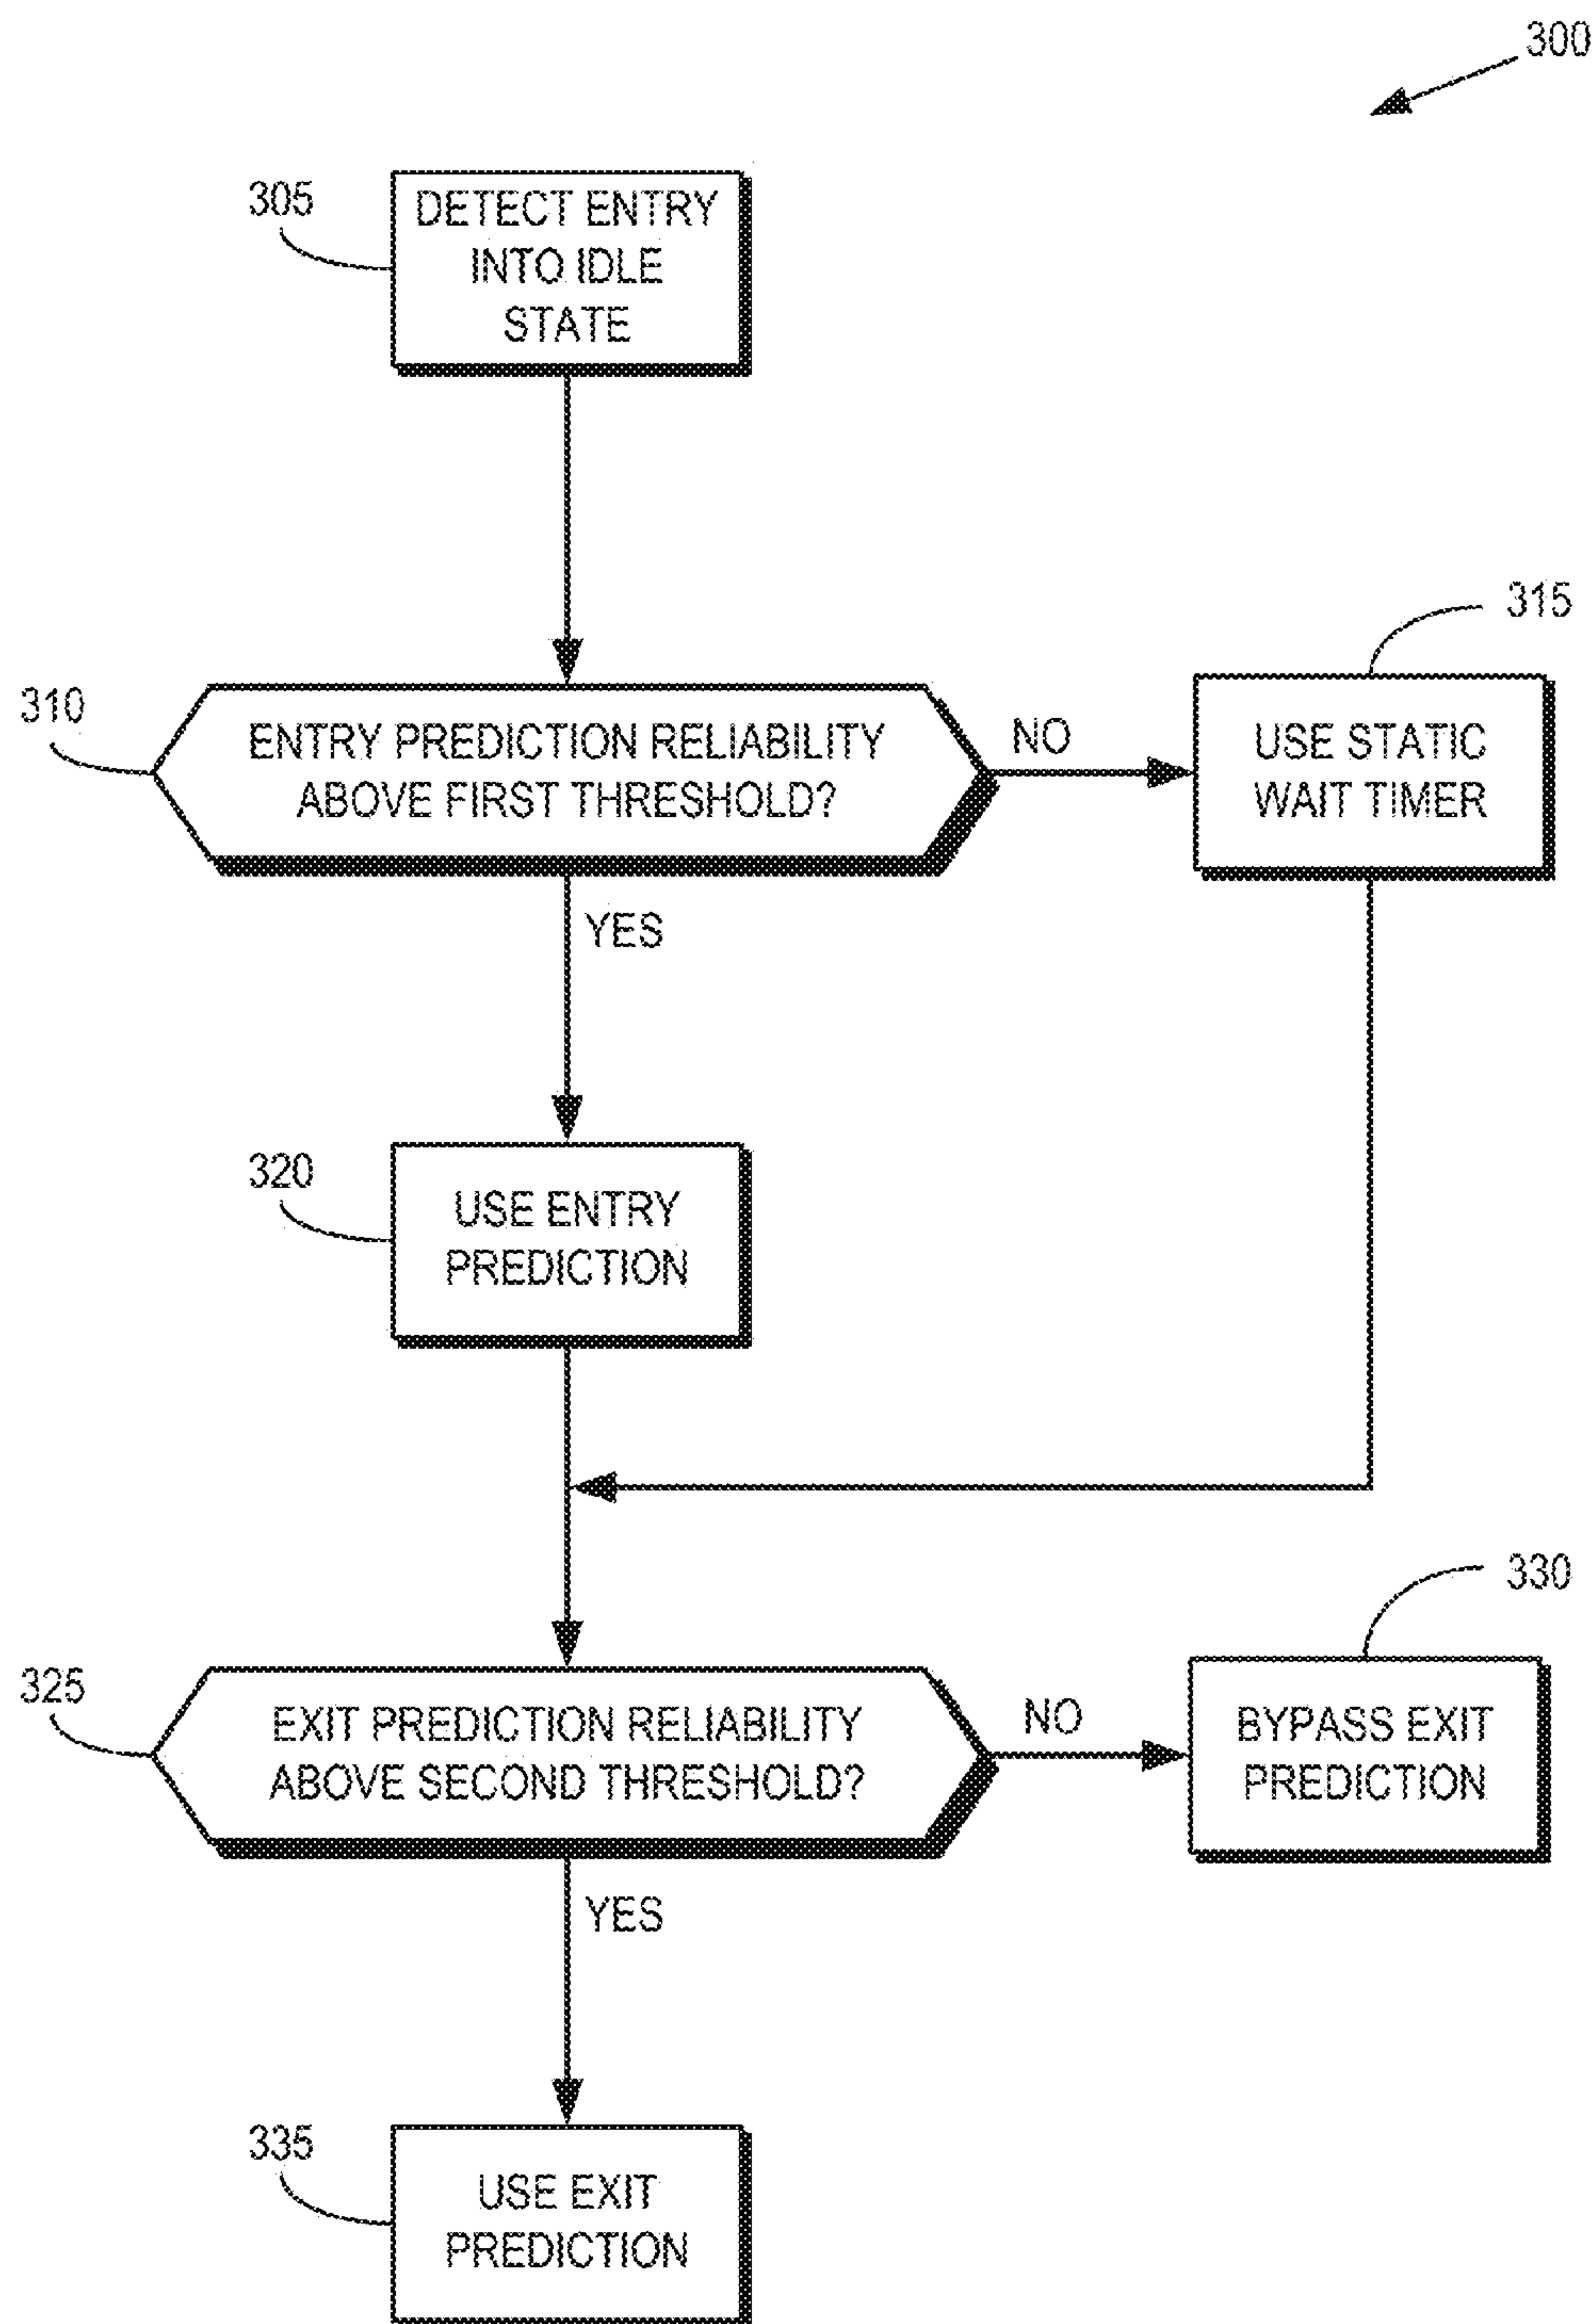 300
305
DETECT ENTRY
INTO IDLE
STATE
310
ENTRY PREDICTION RELIABILITY
ABOVE FIRST THRESHOLD?
NO
315
USE STATIC
WAIT TIMER
YES
320
USE ENTRY
PREDICTION
325
EXIT PREDICTION RELIABILITY
ABOVE SECOND THRESHOLD?
NO
330
BYPASS EXIT
PREDICTION
YES
335
USE EXIT
PREDICTION